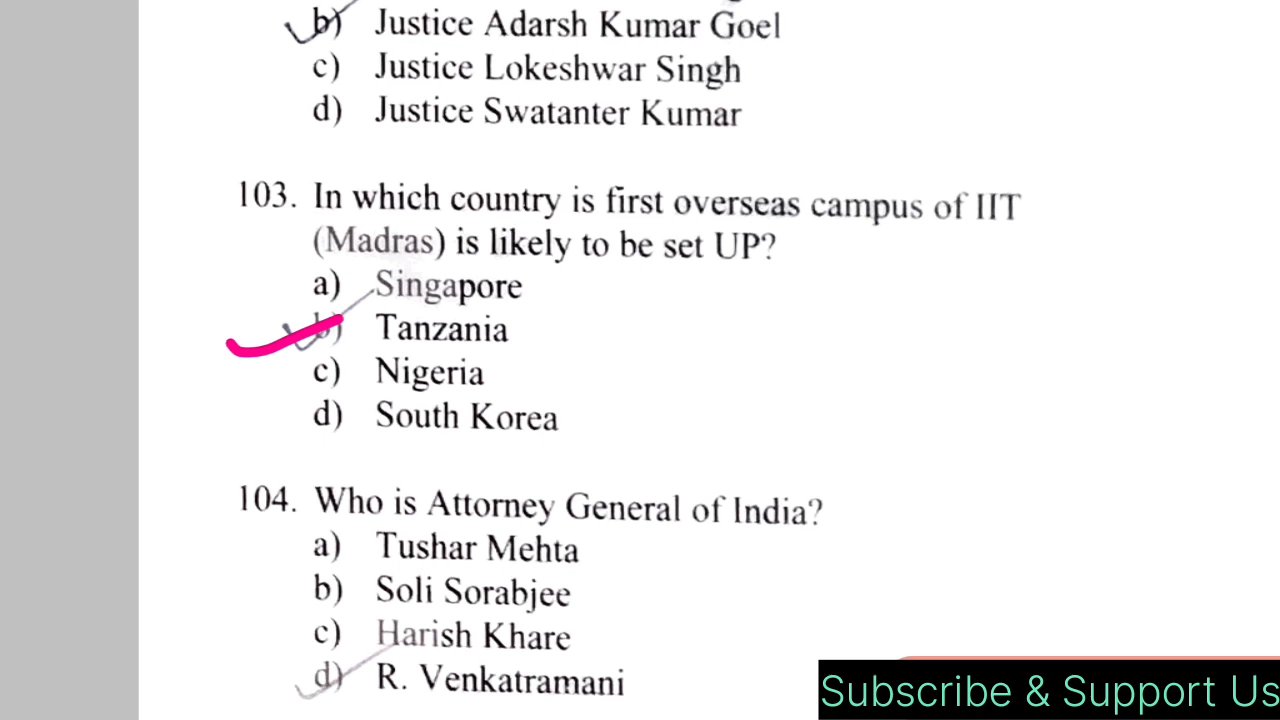 b) Justice Adarsh Kumar Goel
c) Justice Lokeshwar Singh
d) Justice Swatanter Kumar
103. In which country is first overseas campus of IIT
(Madras) is likely to be set UP?
a) Singapore
b) Tanzania
c) Nigeria
d) South Korea
104. Who is Attorney General of India?
a) Tushar Mehta
b) Soli Sorabjee
c) Harish Khare
d) R. Venkatramani
Subscribe & Support Us